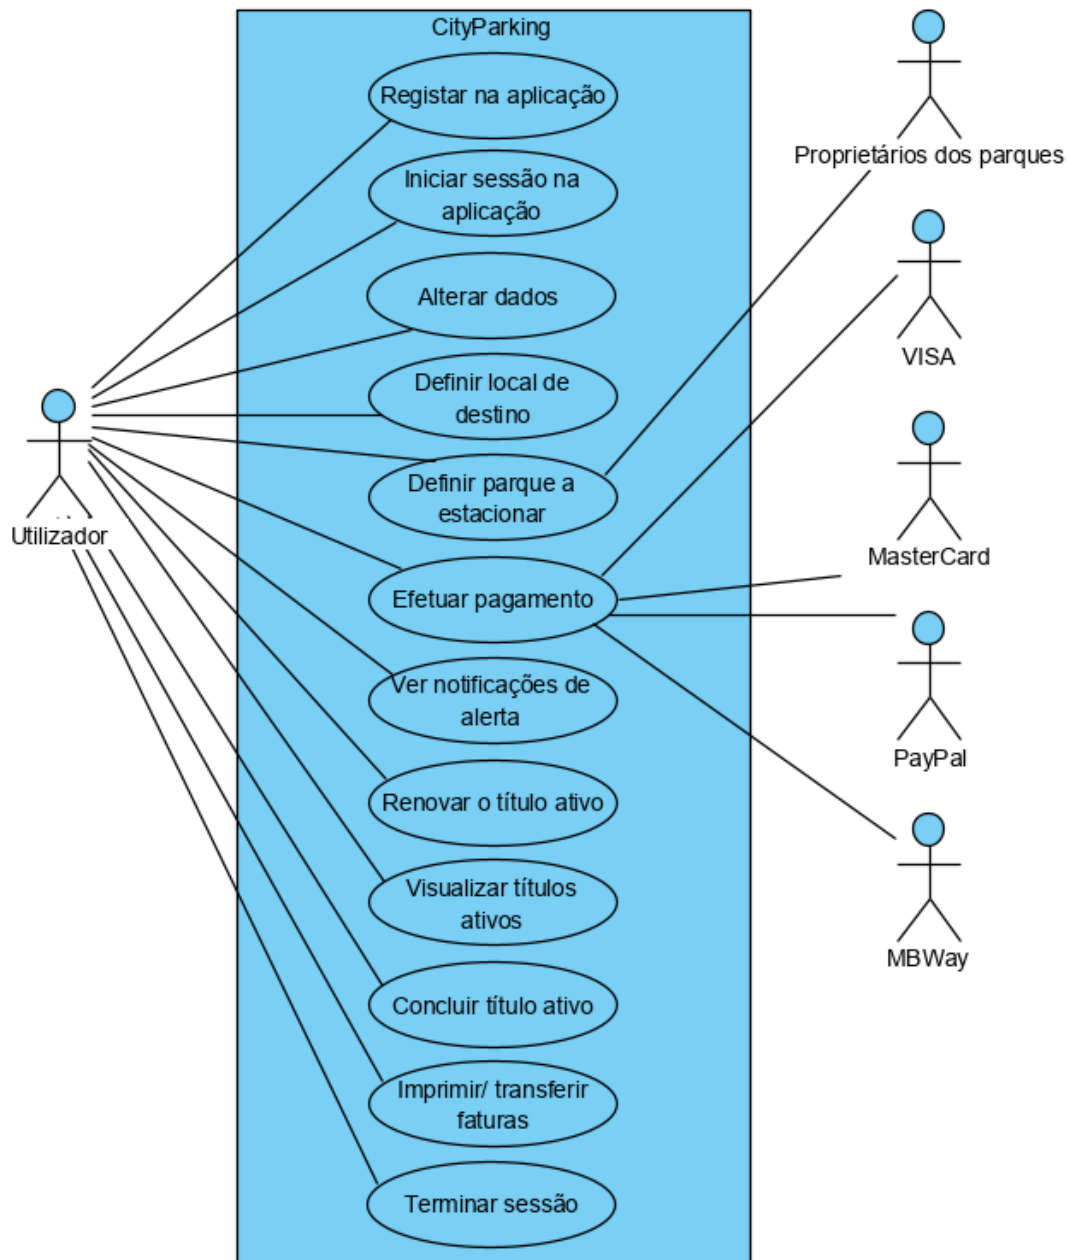 CityParking
Registar na aplicação
Iniciar sessão na
aplicação
Alterar dados
Definir local de
destino
Definir parque a
estacionar
Efetuar pagamento
Ver notificações de
alerta
Renovar o título ativo
Visualizar títulos
ativos
Concluir título ativo
Imprimir/ transferir
faturas
Terminar sessão
Utilizador
Proprietários dos parques
VISA
MasterCard
PayPal
MBWay